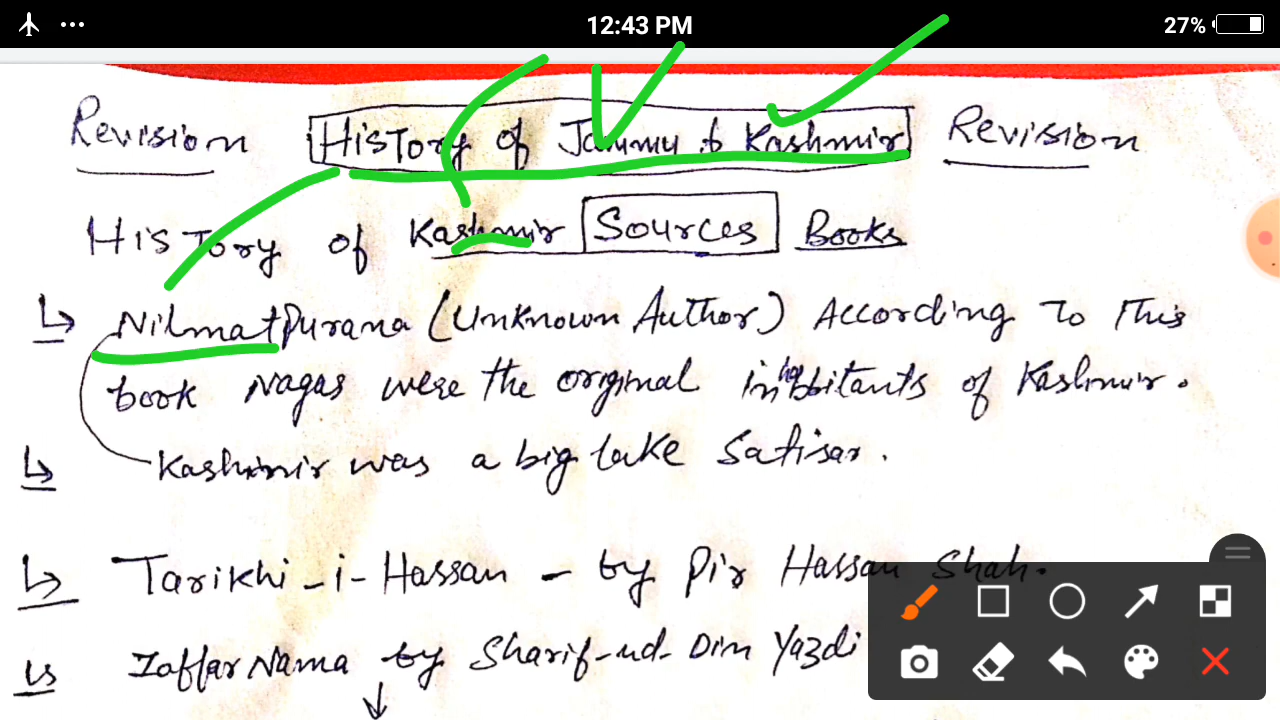 12:43 PM 27%
Revision History of Jammu & Kashmir Revision
History of Kashmir Sources Books
↳ Nilmat Purana (Unknown Author) According To This
book Nagas were the original inhabitants of Kashmir.
↳ Kashmir was a big lake Satisar.
↳ Tarikhi-i-Hassan - by Pir Hassan Shah.
↳ Zaffar Nama by Sharif-ud-Din Yazdi